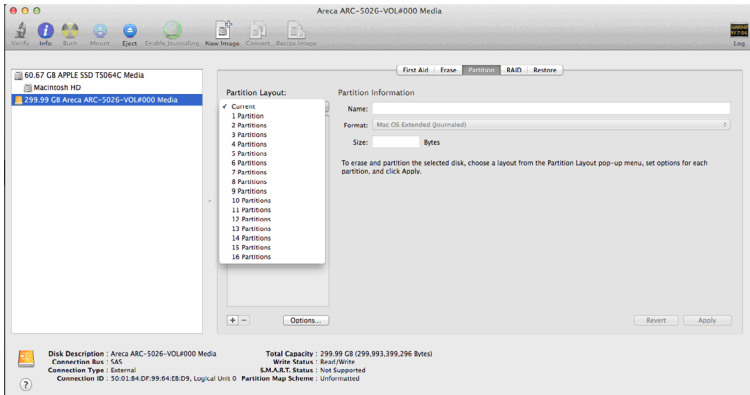 Areca ARC-5026-VOL#000 Media
Verify Info Burn Mount Eject Enable Journaling New Image Convert Resize Image Log
First Aid Erase Partition RAID Restore
60.67 GB APPLE SSD TS064C Media
Macintosh HD
299.99 GB Areca ARC-5026-VOL#000 Media
Partition Layout:
✓ Current
1 Partition
2 Partitions
3 Partitions
4 Partitions
5 Partitions
6 Partitions
7 Partitions
8 Partitions
9 Partitions
10 Partitions
11 Partitions
12 Partitions
13 Partitions
14 Partitions
15 Partitions
16 Partitions
+ − Options...
Partition Information
Name:
Format: Mac OS Extended (Journaled)
Size: Bytes
To erase and partition the selected disk, choose a layout from the Partition Layout pop-up menu, set options for each
partition, and click Apply.
Revert Apply
Disk Description : Areca ARC-5026-VOL#000 Media
Connection Bus : SAS
Connection Type : External
Connection ID : 50:01:B4:DF:99:64:EB:D9, Logical Unit 0
Total Capacity : 299.99 GB (299,993,399,296 Bytes)
Write Status : Read/Write
S.M.A.R.T. Status : Not Supported
Partition Map Scheme : Unformatted
?